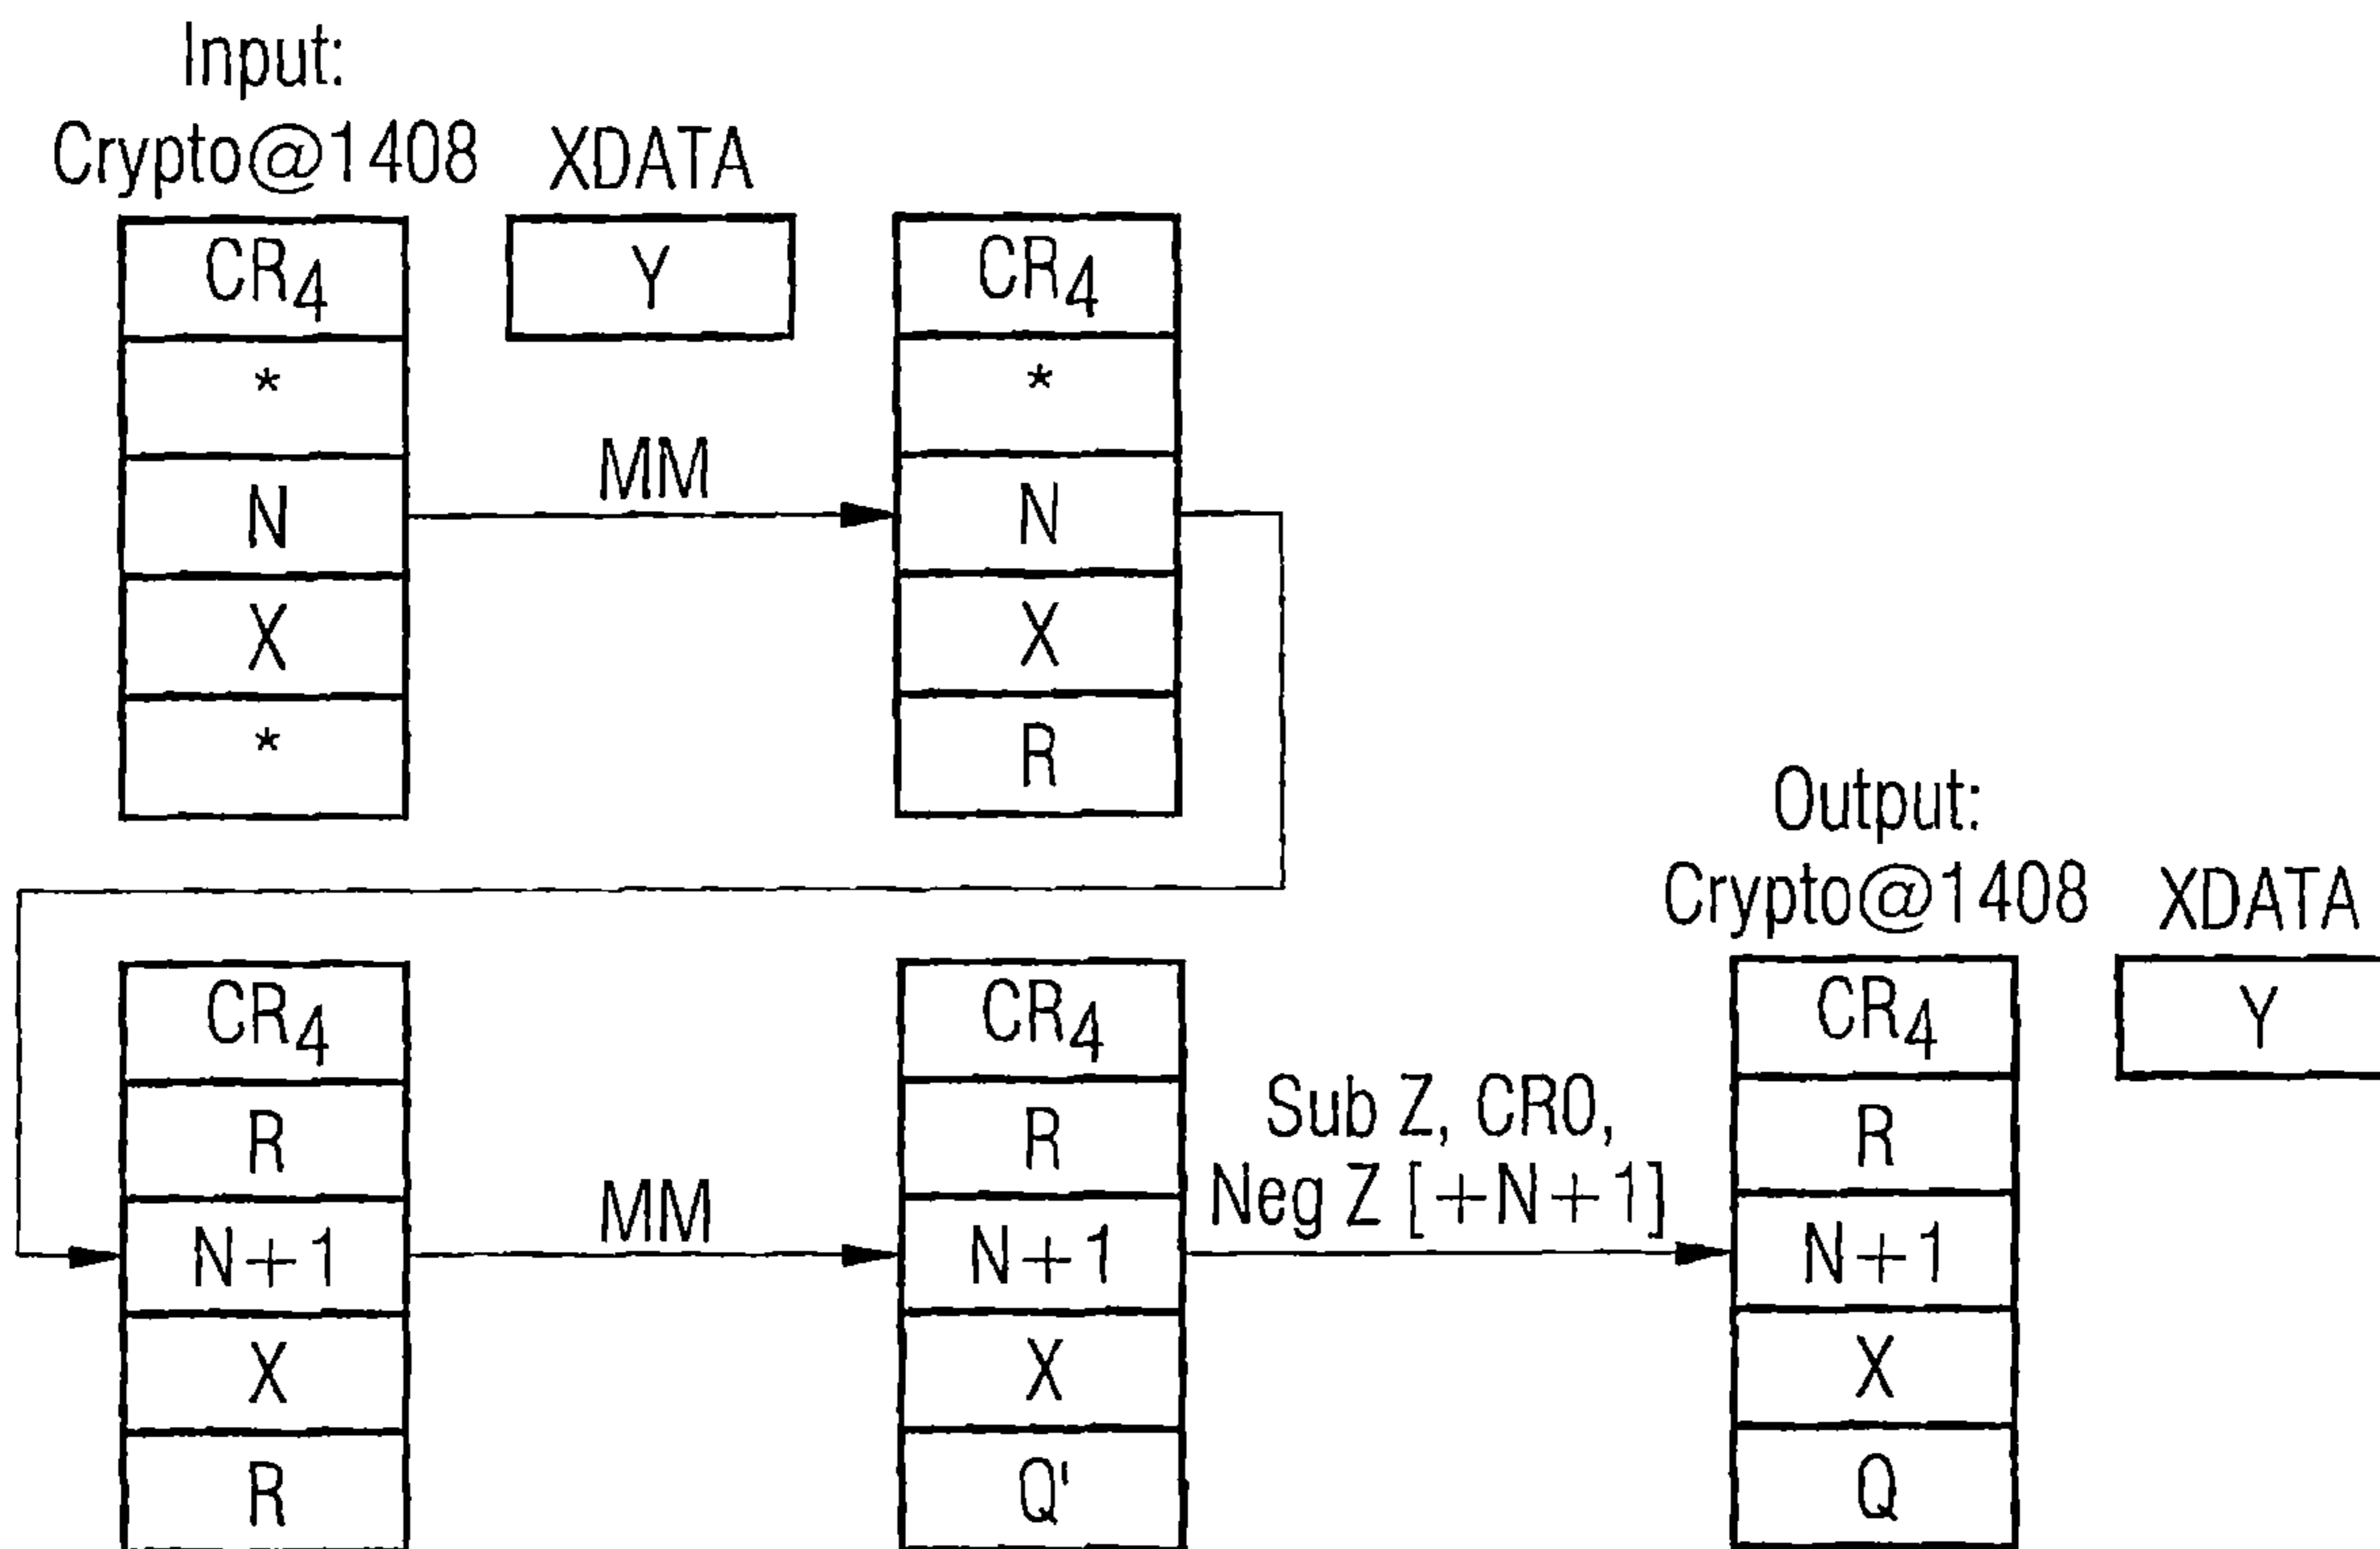 Input:
Crypto@1408 XDATA
CR4
*
N
X
*
Y
MM
CR4
*
N
X
R
CR4
R
N+1
X
R
MM
CR4
R
N+1
X
Q'
Sub Z, CR0,
Neg Z [+N+1]
Output:
Crypto@1408 XDATA
CR4
R
N+1
X
Q
Y